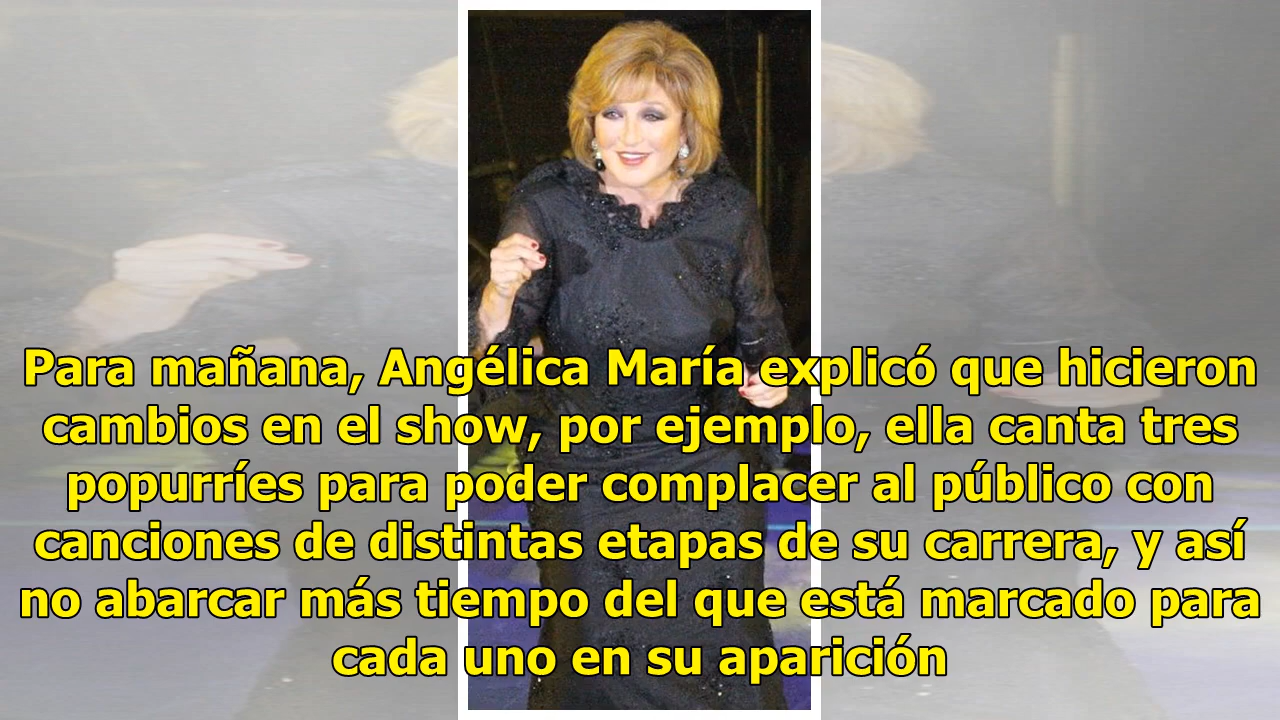 Para mañana, Angélica María explicó que hicieron
cambios en el show, por ejemplo, ella canta tres
popurríes para poder complacer al público con
canciones de distintas etapas de su carrera, y así
no abarcar más tiempo del que está marcado para
cada uno en su aparición